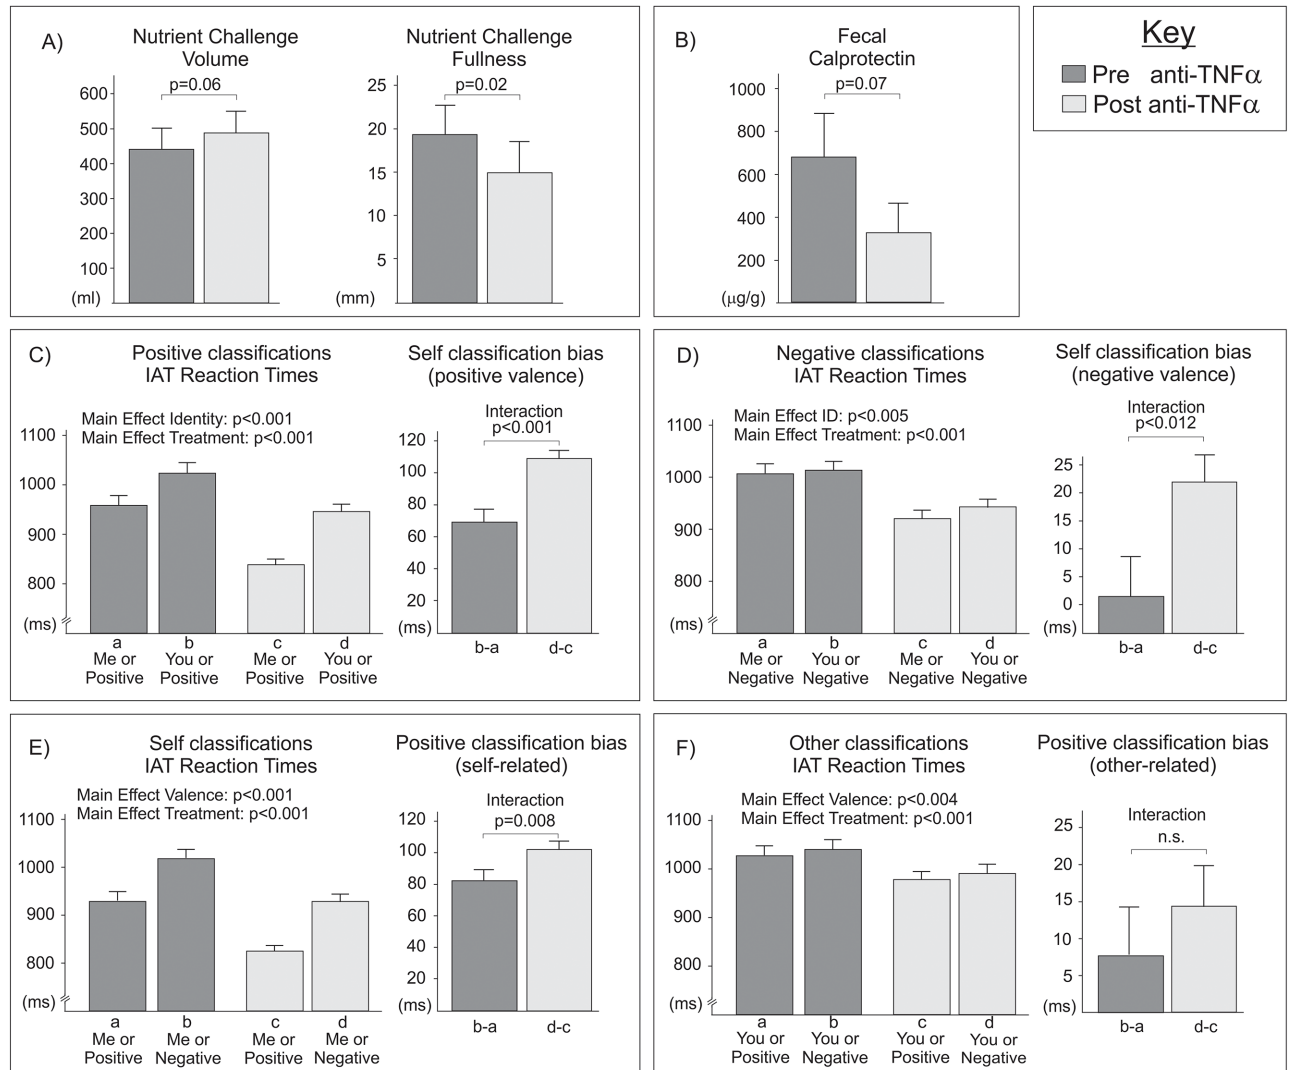 A)
Nutrient Challenge
Volume
p=0.06
600
500
400
300
200
100
(ml)
Nutrient Challenge
Fullness
p=0.02
25
20
15
10
5
(mm)
B)
Fecal
Calprotectin
p=0.07
1000
800
600
400
200
(μg/g)
Key
Pre anti-TNFα
Post anti-TNFα
C)
Positive classifications
IAT Reaction Times
Main Effect Identity: p<0.001
Main Effect Treatment: p<0.001
1100
1000
900
800
(ms)
a
Me or
Positive
b
You or
Positive
c
Me or
Positive
d
You or
Positive
Self classification bias
(positive valence)
Interaction
p<0.001
120
100
80
60
40
20
(ms)
b-a
d-c
D)
Negative classifications
IAT Reaction Times
Main Effect ID: p<0.005
Main Effect Treatment: p<0.001
1100
1000
900
800
(ms)
a
Me or
Negative
b
You or
Negative
c
Me or
Negative
d
You or
Negative
Self classification bias
(negative valence)
Interaction
p<0.012
25
20
15
10
5
0
(ms)
b-a
d-c
E)
Self classifications
IAT Reaction Times
Main Effect Valence: p<0.001
Main Effect Treatment: p<0.001
1100
1000
900
800
(ms)
a
Me or
Positive
b
Me or
Negative
c
Me or
Positive
d
Me or
Negative
Positive classification bias
(self-related)
Interaction
p=0.008
120
100
80
60
40
20
(ms)
b-a
d-c
F)
Other classifications
IAT Reaction Times
Main Effect Valence: p<0.004
Main Effect Treatment: p<0.001
1100
1000
900
800
(ms)
a
You or
Positive
b
You or
Negative
c
You or
Positive
d
You or
Negative
Positive classification bias
(other-related)
Interaction
n.s.
25
20
15
10
5
(ms)
b-a
d-c